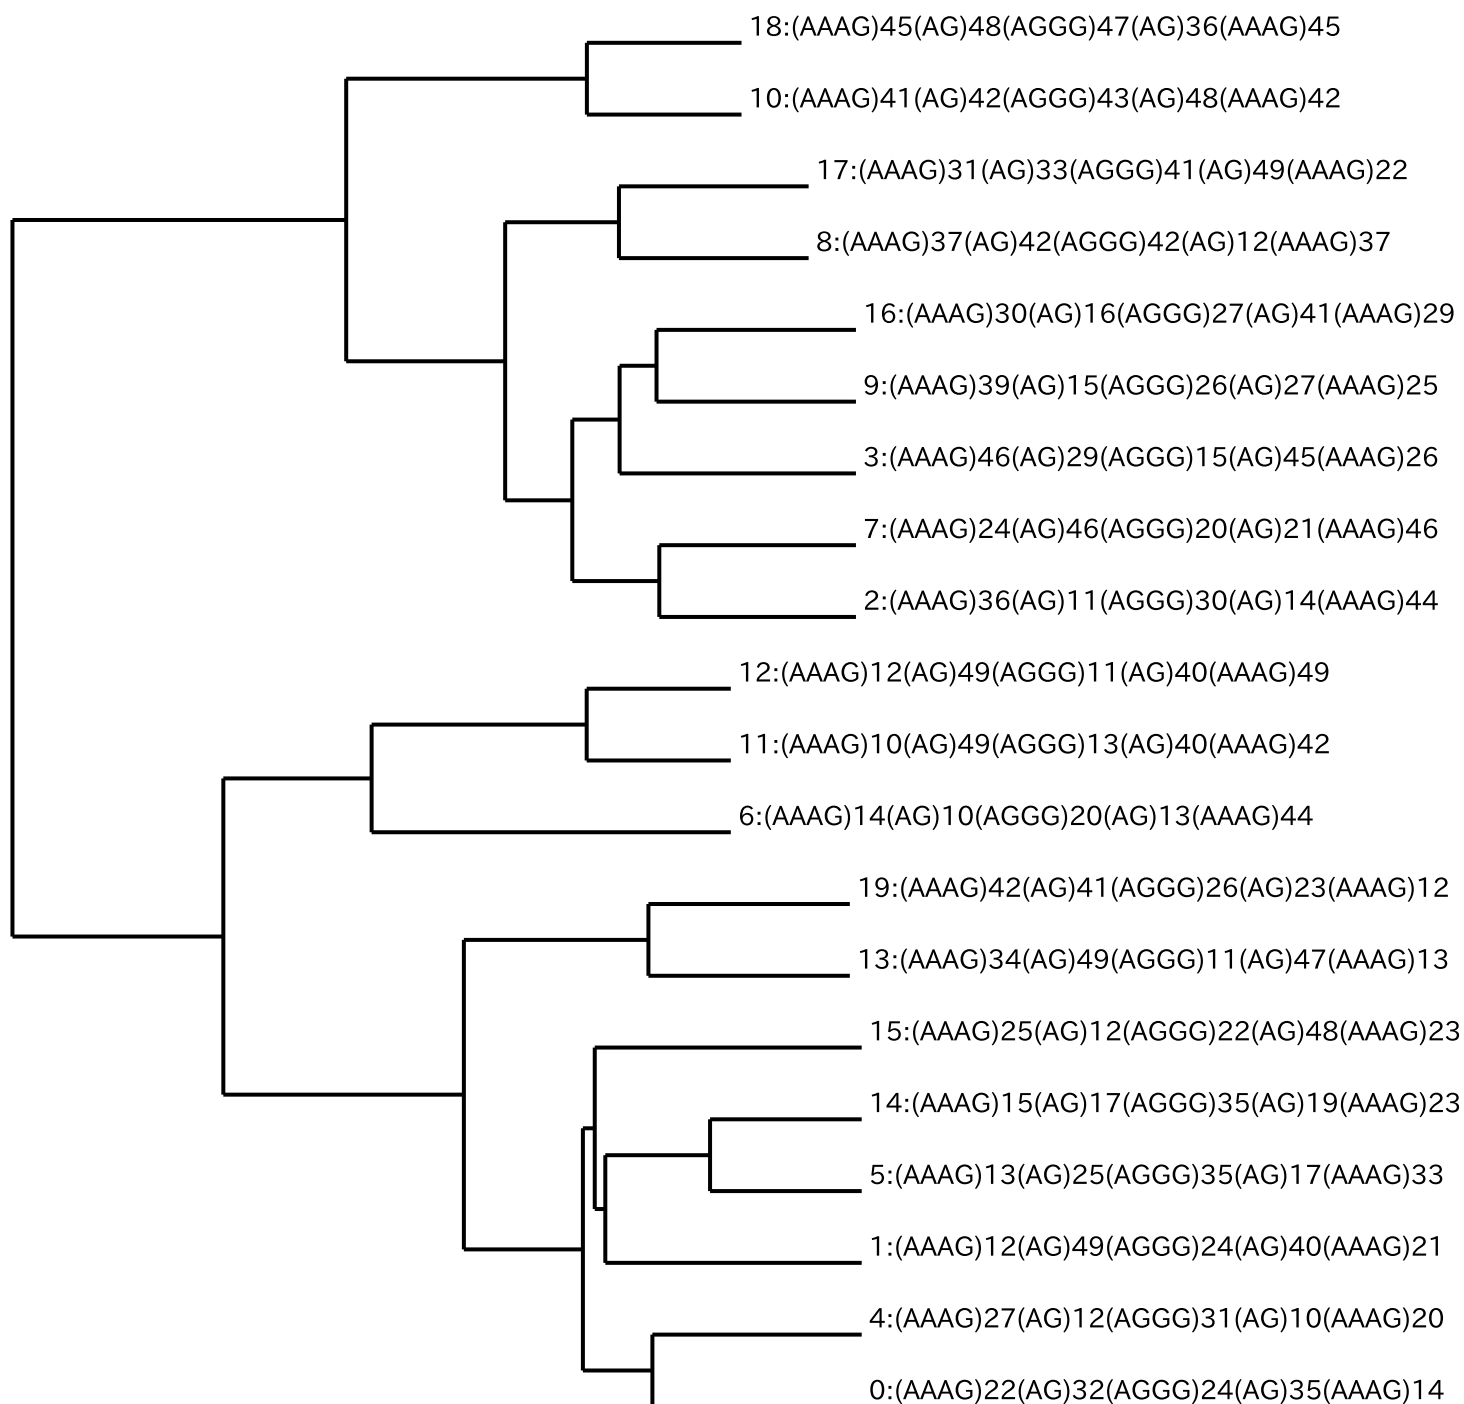 18:(AAAG)45(AG)48(AGGG)47(AG)36(AAAG)45
10:(AAAG)41(AG)42(AGGG)43(AG)48(AAAG)42
17:(AAAG)31(AG)33(AGGG)41(AG)49(AAAG)22
8:(AAAG)37(AG)42(AGGG)42(AG)12(AAAG)37
16:(AAAG)30(AG)16(AGGG)27(AG)41(AAAG)29
9:(AAAG)39(AG)15(AGGG)26(AG)27(AAAG)25
3:(AAAG)46(AG)29(AGGG)15(AG)45(AAAG)26
7:(AAAG)24(AG)46(AGGG)20(AG)21(AAAG)46
2:(AAAG)36(AG)11(AGGG)30(AG)14(AAAG)44
12:(AAAG)12(AG)49(AGGG)11(AG)40(AAAG)49
11:(AAAG)10(AG)49(AGGG)13(AG)40(AAAG)42
6:(AAAG)14(AG)10(AGGG)20(AG)13(AAAG)44
19:(AAAG)42(AG)41(AGGG)26(AG)23(AAAG)12
13:(AAAG)34(AG)49(AGGG)11(AG)47(AAAG)13
15:(AAAG)25(AG)12(AGGG)22(AG)48(AAAG)23
14:(AAAG)15(AG)17(AGGG)35(AG)19(AAAG)23
5:(AAAG)13(AG)25(AGGG)35(AG)17(AAAG)33
1:(AAAG)12(AG)49(AGGG)24(AG)40(AAAG)21
4:(AAAG)27(AG)12(AGGG)31(AG)10(AAAG)20
0:(AAAG)22(AG)32(AGGG)24(AG)35(AAAG)14